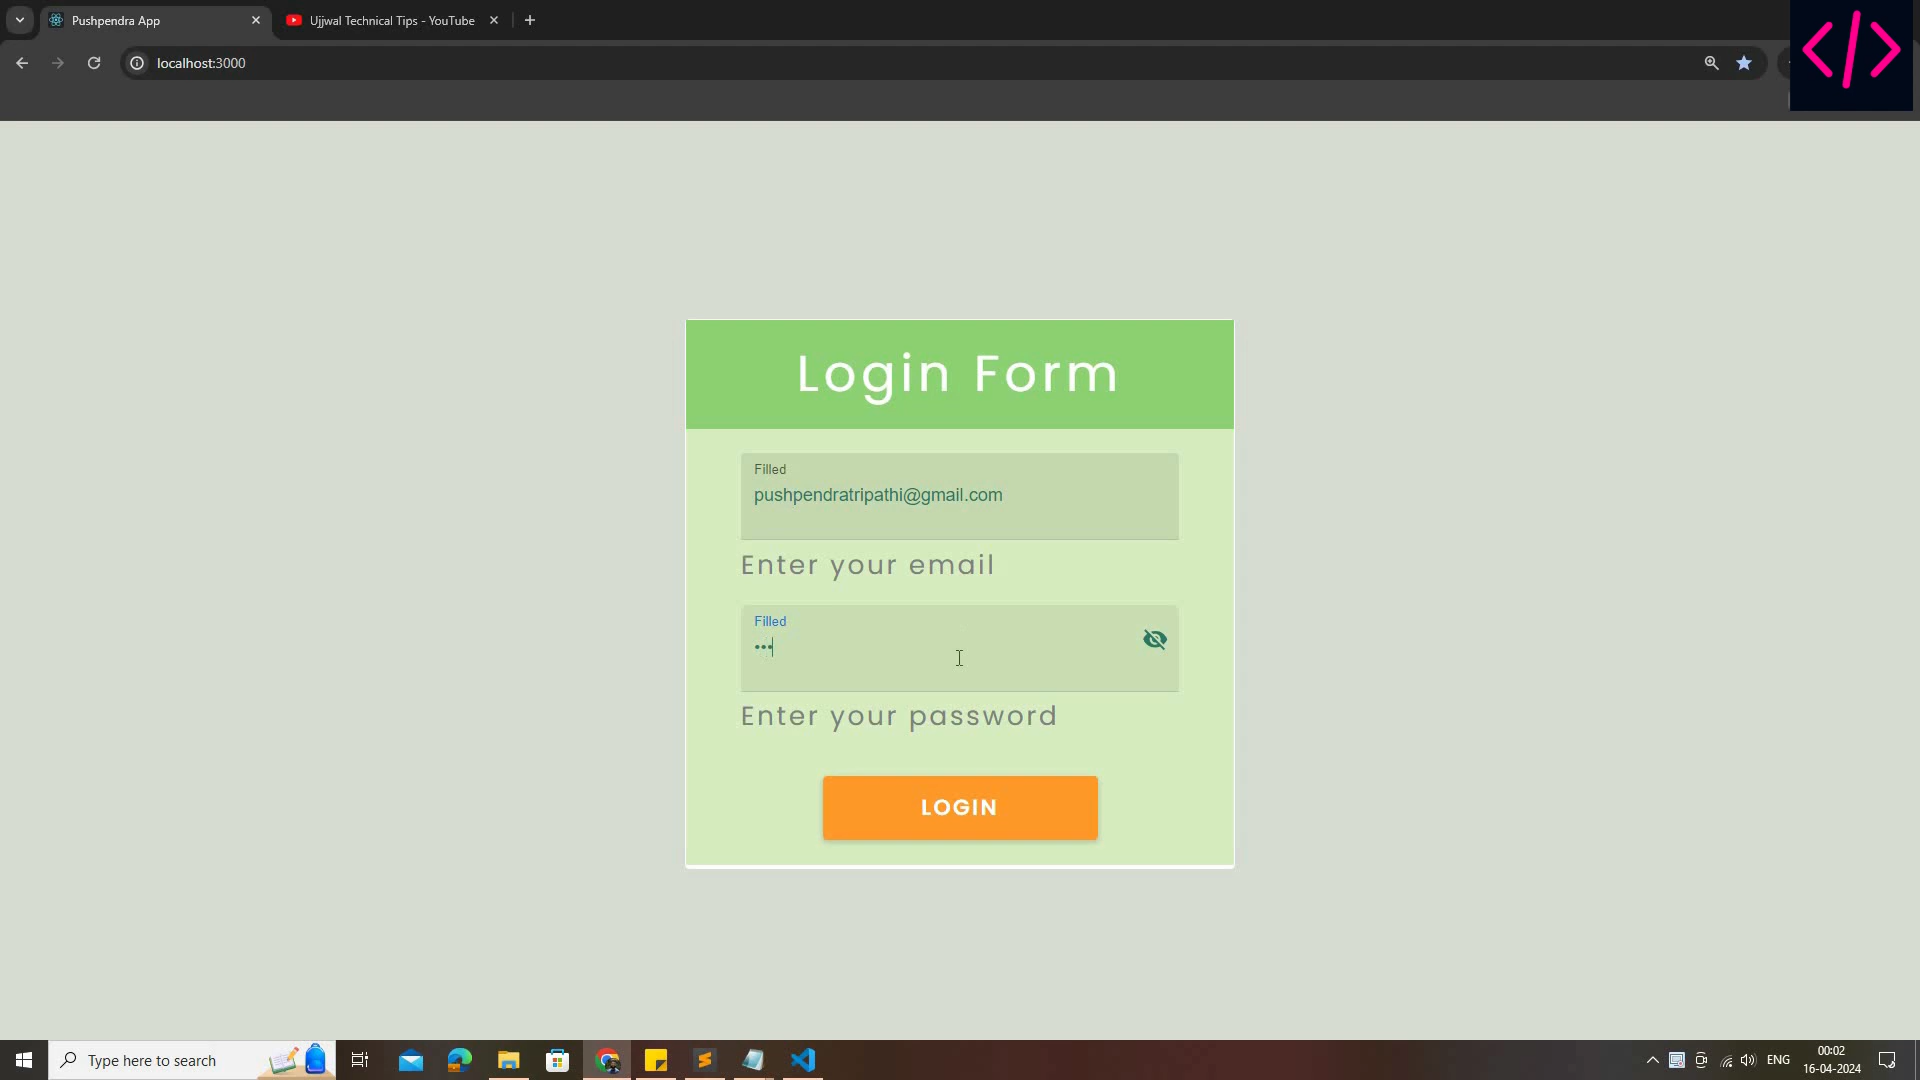 Pushpendra App
Ujjwal Technical Tips - YouTube
localhost:3000
</>
Login Form
Filled
pushpendratripathi@gmail.com
Enter your email
Filled
•••
Enter your password
LOGIN
Type here to search
ENG
00:02
16-04-2024